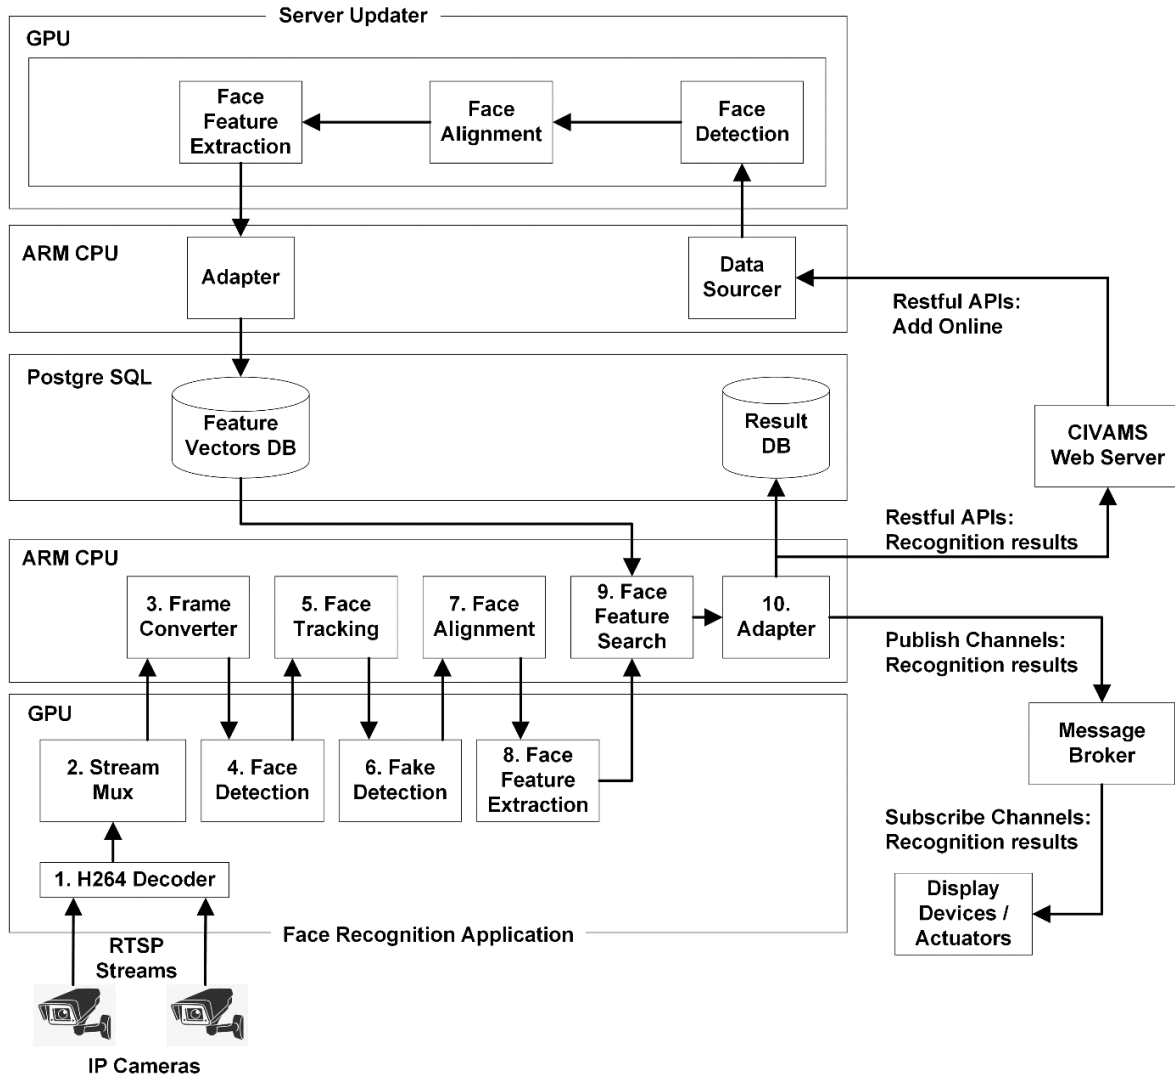 Server Updater
GPU
Face
Feature
Extraction
Face
Alignment
Face
Detection
ARM CPU
Adapter
Data
Sourcer
Restful APIs:
Add Online
Postgre SQL
Feature
Vectors DB
Result
DB
CIVAMS
Web Server
Restful APIs:
Recognition results
ARM CPU
3. Frame
Converter
5. Face
Tracking
7. Face
Alignment
9. Face
Feature
Search
10.
Adapter
Publish Channels:
Recognition results
GPU
2. Stream
Mux
4. Face
Detection
6. Fake
Detection
8. Face
Feature
Extraction
Message
Broker
Subscribe Channels:
Recognition results
1. H264 Decoder
Display
Devices /
Actuators
Face Recognition Application
RTSP
Streams
IP Cameras